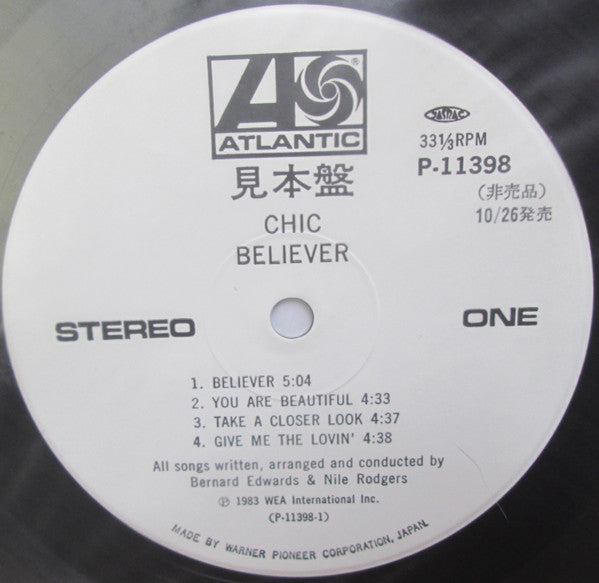 ATLANTIC
®
JASRAC
33⅓RPM
P-11398
見本盤
(非売品)
10/26発売
CHIC
BELIEVER
STEREO
ONE
1. BELIEVER 5:04
2. YOU ARE BEAUTIFUL 4:33
3. TAKE A CLOSER LOOK 4:37
4. GIVE ME THE LOVIN' 4:38
All songs written, arranged and conducted by
Bernard Edwards & Nile Rodgers
℗ 1983 WEA International Inc.
(P-11398-1)
MADE BY WARNER PIONEER CORPORATION, JAPAN.